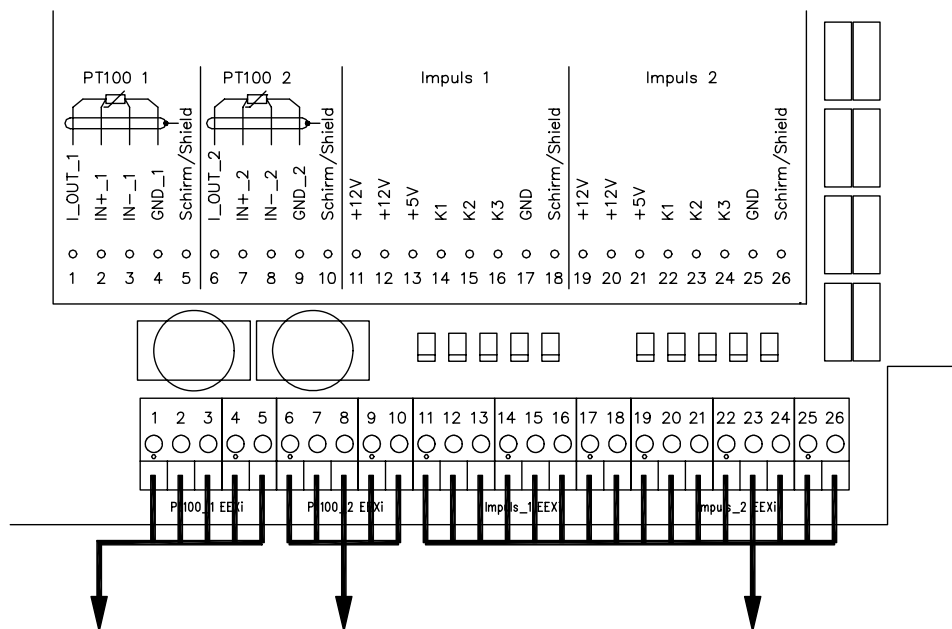 PT100 1 PT100 2 Impuls 1 Impuls 2
I_OUT_1 IN+_1 IN-_1 GND_1 Schirm/Shield I_OUT_2 IN+_2 IN-_2 GND_2 Schirm/Shield +12V +12V +5V K1 K2 K3 GND Schirm/Shield +12V +12V +5V K1 K2 K3 GND Schirm/Shield
1 2 3 4 5 6 7 8 9 10 11 12 13 14 15 16 17 18 19 20 21 22 23 24 25 26
1 2 3 4 5 6 7 8 9 10 11 12 13 14 15 16 17 18 19 20 21 22 23 24 25 26
PT100_1 EEXi PT100_2 EEXi Impuls_1 EEXi Impuls_2 EEXi